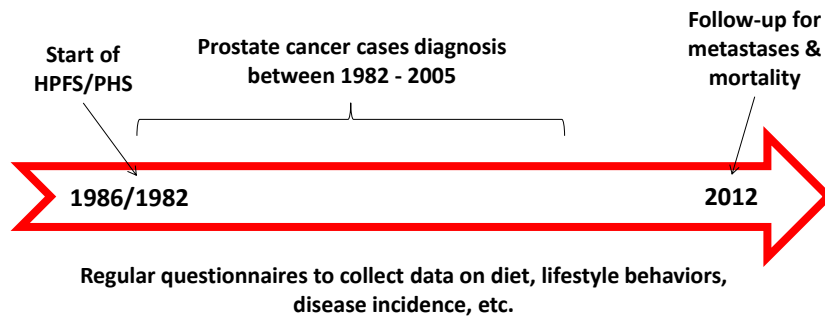 Start of
HPFS/PHS
Prostate cancer cases diagnosis
between 1982 - 2005
Follow-up for
metastases &
mortality
1986/1982
2012
Regular questionnaires to collect data on diet, lifestyle behaviors,
disease incidence, etc.